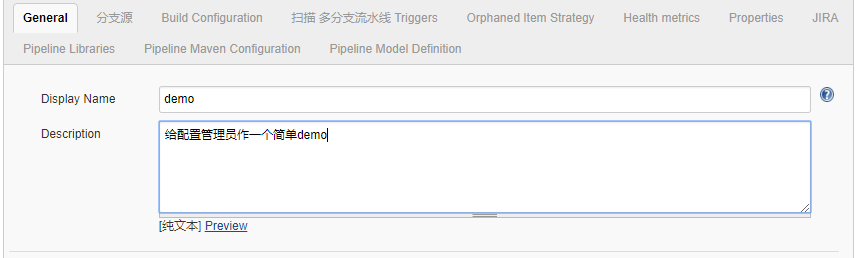 General 分支源 Build Configuration 扫描 多分支流水线 Triggers Orphaned Item Strategy Health metrics Properties JIRA
Pipeline Libraries Pipeline Maven Configuration Pipeline Model Definition
Display Name demo ?
Description 给配置管理员作一个简单demo
[纯文本] Preview